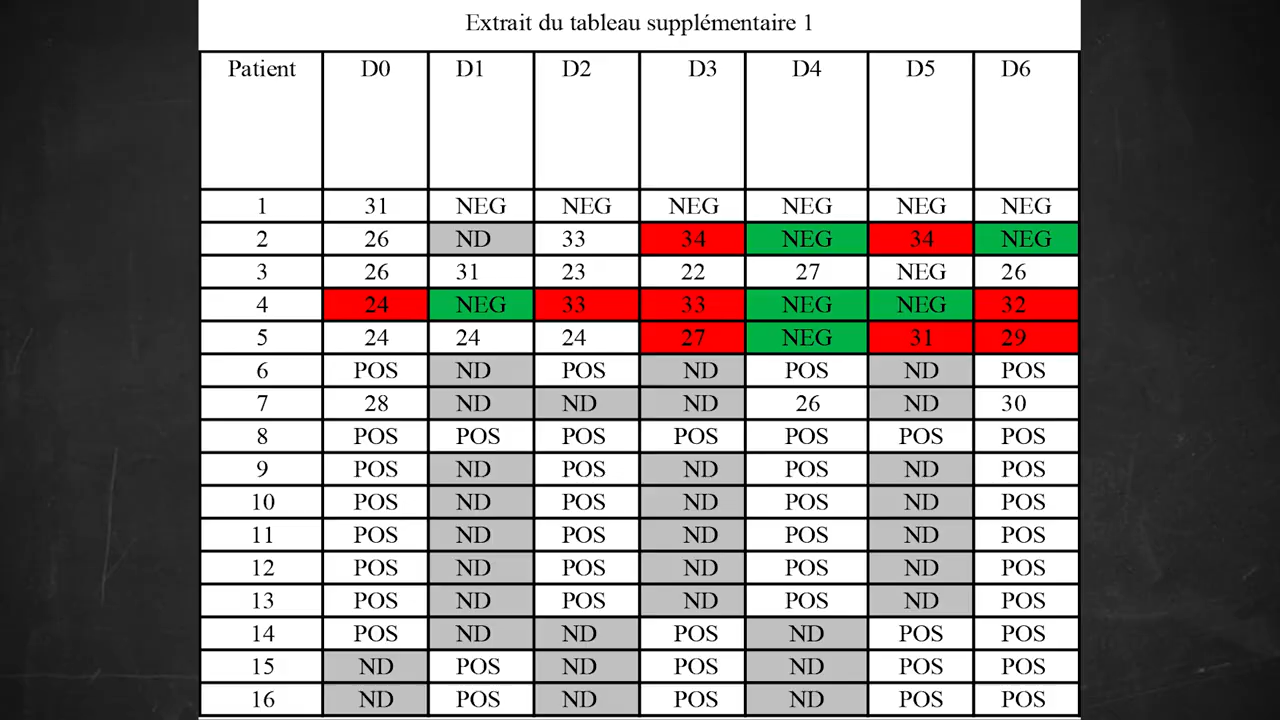 Extrait du tableau supplémentaire 1
Patient D0 D1 D2 D3 D4 D5 D6
1 31 NEG NEG NEG NEG NEG NEG
2 26 ND 33 34 NEG 34 NEG
3 26 31 23 22 27 NEG 26
4 24 NEG 33 33 NEG NEG 32
5 24 24 24 27 NEG 31 29
6 POS ND POS ND POS ND POS
7 28 ND ND ND 26 ND 30
8 POS POS POS POS POS POS POS
9 POS ND POS ND POS ND POS
10 POS ND POS ND POS ND POS
11 POS ND POS ND POS ND POS
12 POS ND POS ND POS ND POS
13 POS ND POS ND POS ND POS
14 POS ND ND POS ND POS POS
15 ND POS ND POS ND POS POS
16 ND POS ND POS ND POS POS